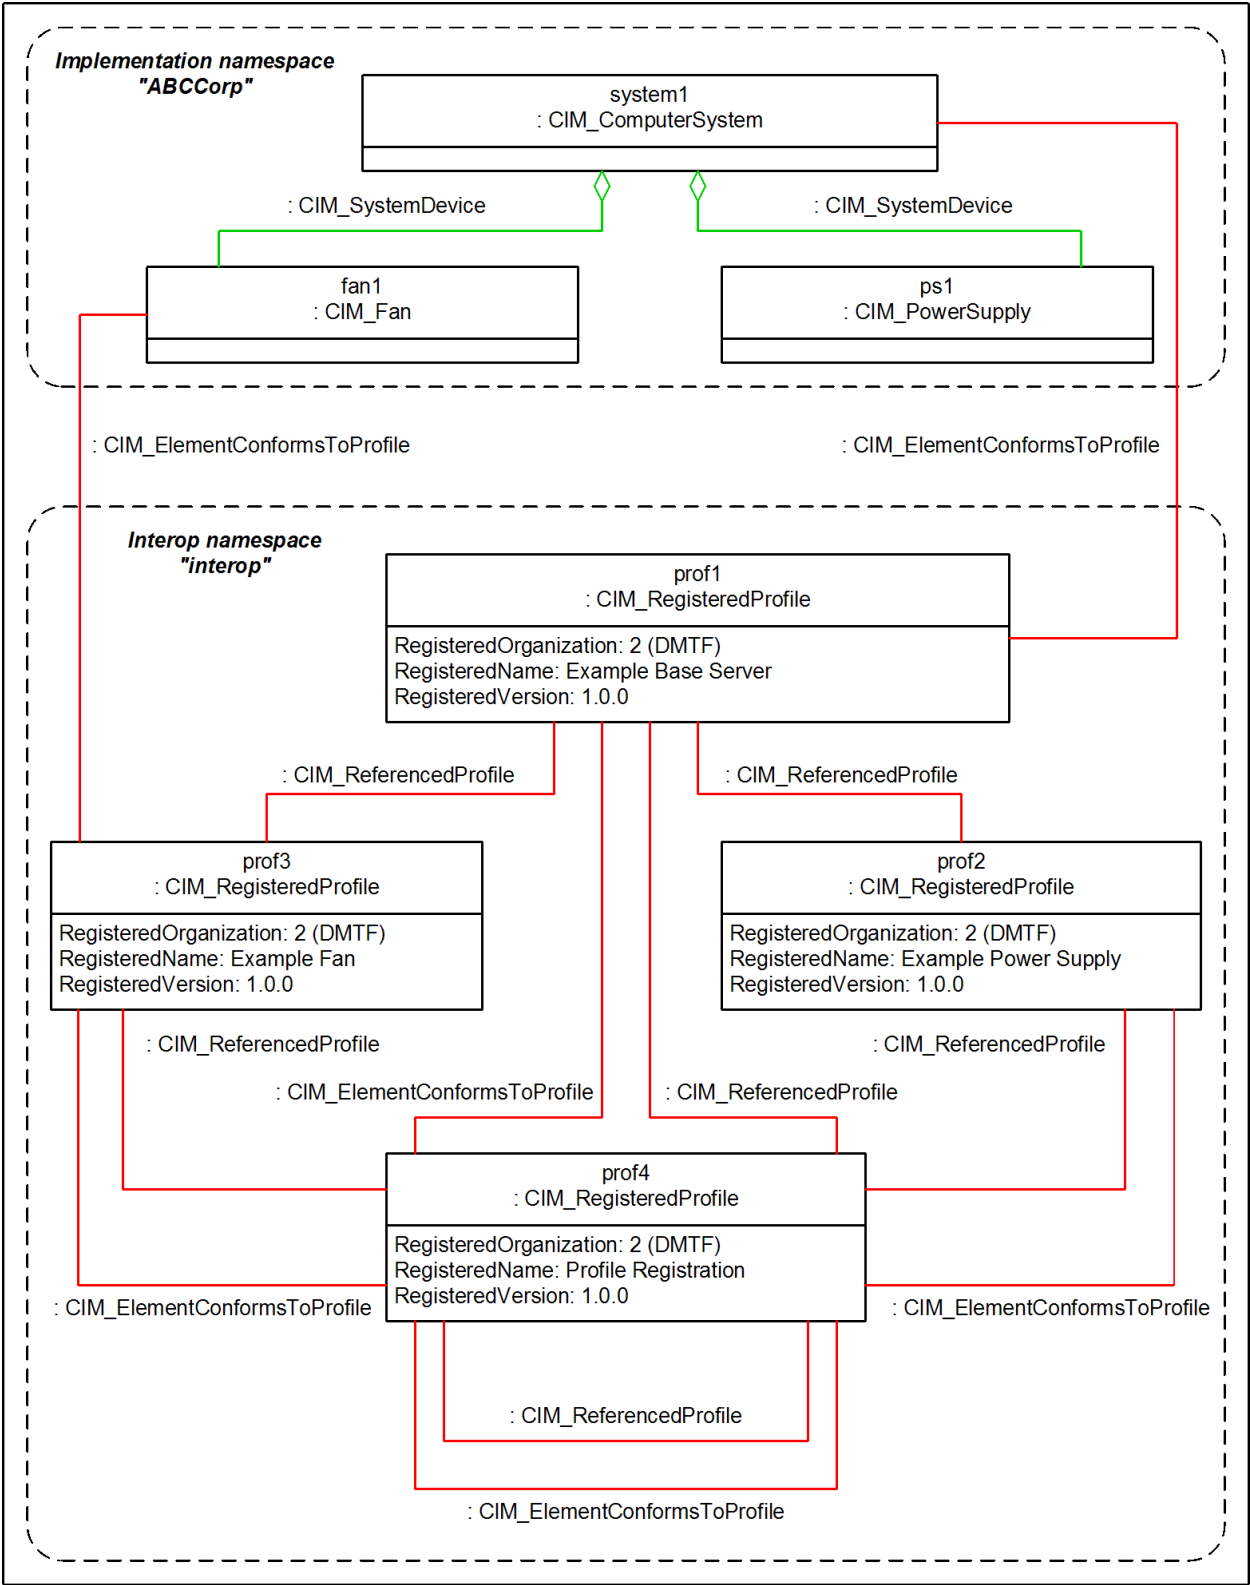 Implementation namespace
"ABCCorp"
system1
: CIM_ComputerSystem
: CIM_SystemDevice
: CIM_SystemDevice
fan1
: CIM_Fan
ps1
: CIM_PowerSupply
: CIM_ElementConformsToProfile
: CIM_ElementConformsToProfile
Interop namespace
"interop"
prof1
: CIM_RegisteredProfile
RegisteredOrganization: 2 (DMTF)
RegisteredName: Example Base Server
RegisteredVersion: 1.0.0
: CIM_ReferencedProfile
: CIM_ReferencedProfile
prof3
: CIM_RegisteredProfile
RegisteredOrganization: 2 (DMTF)
RegisteredName: Example Fan
RegisteredVersion: 1.0.0
prof2
: CIM_RegisteredProfile
RegisteredOrganization: 2 (DMTF)
RegisteredName: Example Power Supply
RegisteredVersion: 1.0.0
: CIM_ReferencedProfile
: CIM_ReferencedProfile
: CIM_ElementConformsToProfile
: CIM_ReferencedProfile
prof4
: CIM_RegisteredProfile
RegisteredOrganization: 2 (DMTF)
RegisteredName: Profile Registration
RegisteredVersion: 1.0.0
: CIM_ElementConformsToProfile
: CIM_ElementConformsToProfile
: CIM_ReferencedProfile
: CIM_ElementConformsToProfile